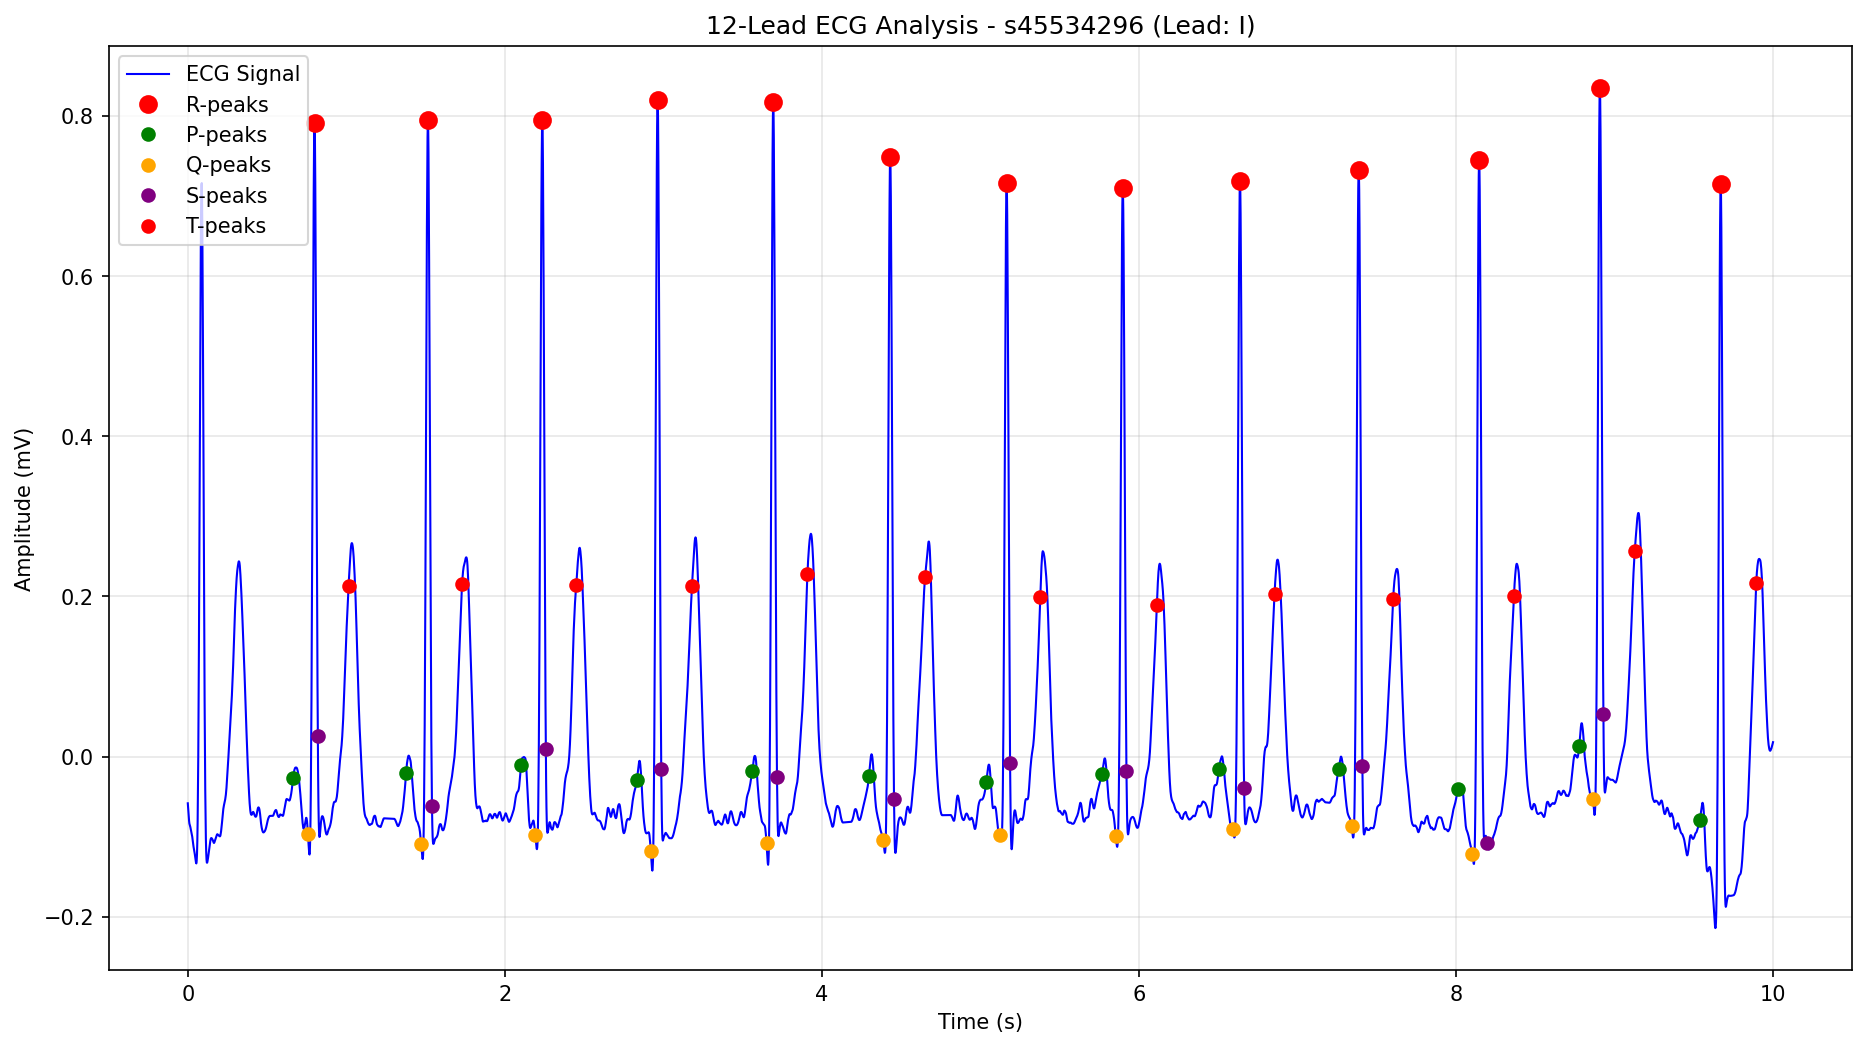 12-Lead ECG Analysis - s45534296 (Lead: I)
ECG Signal
R-peaks
P-peaks
Q-peaks
S-peaks
T-peaks
0.8
0.6
0.4
0.2
0.0
−0.2
Amplitude (mV)
0 2 4 6 8 10
Time (s)